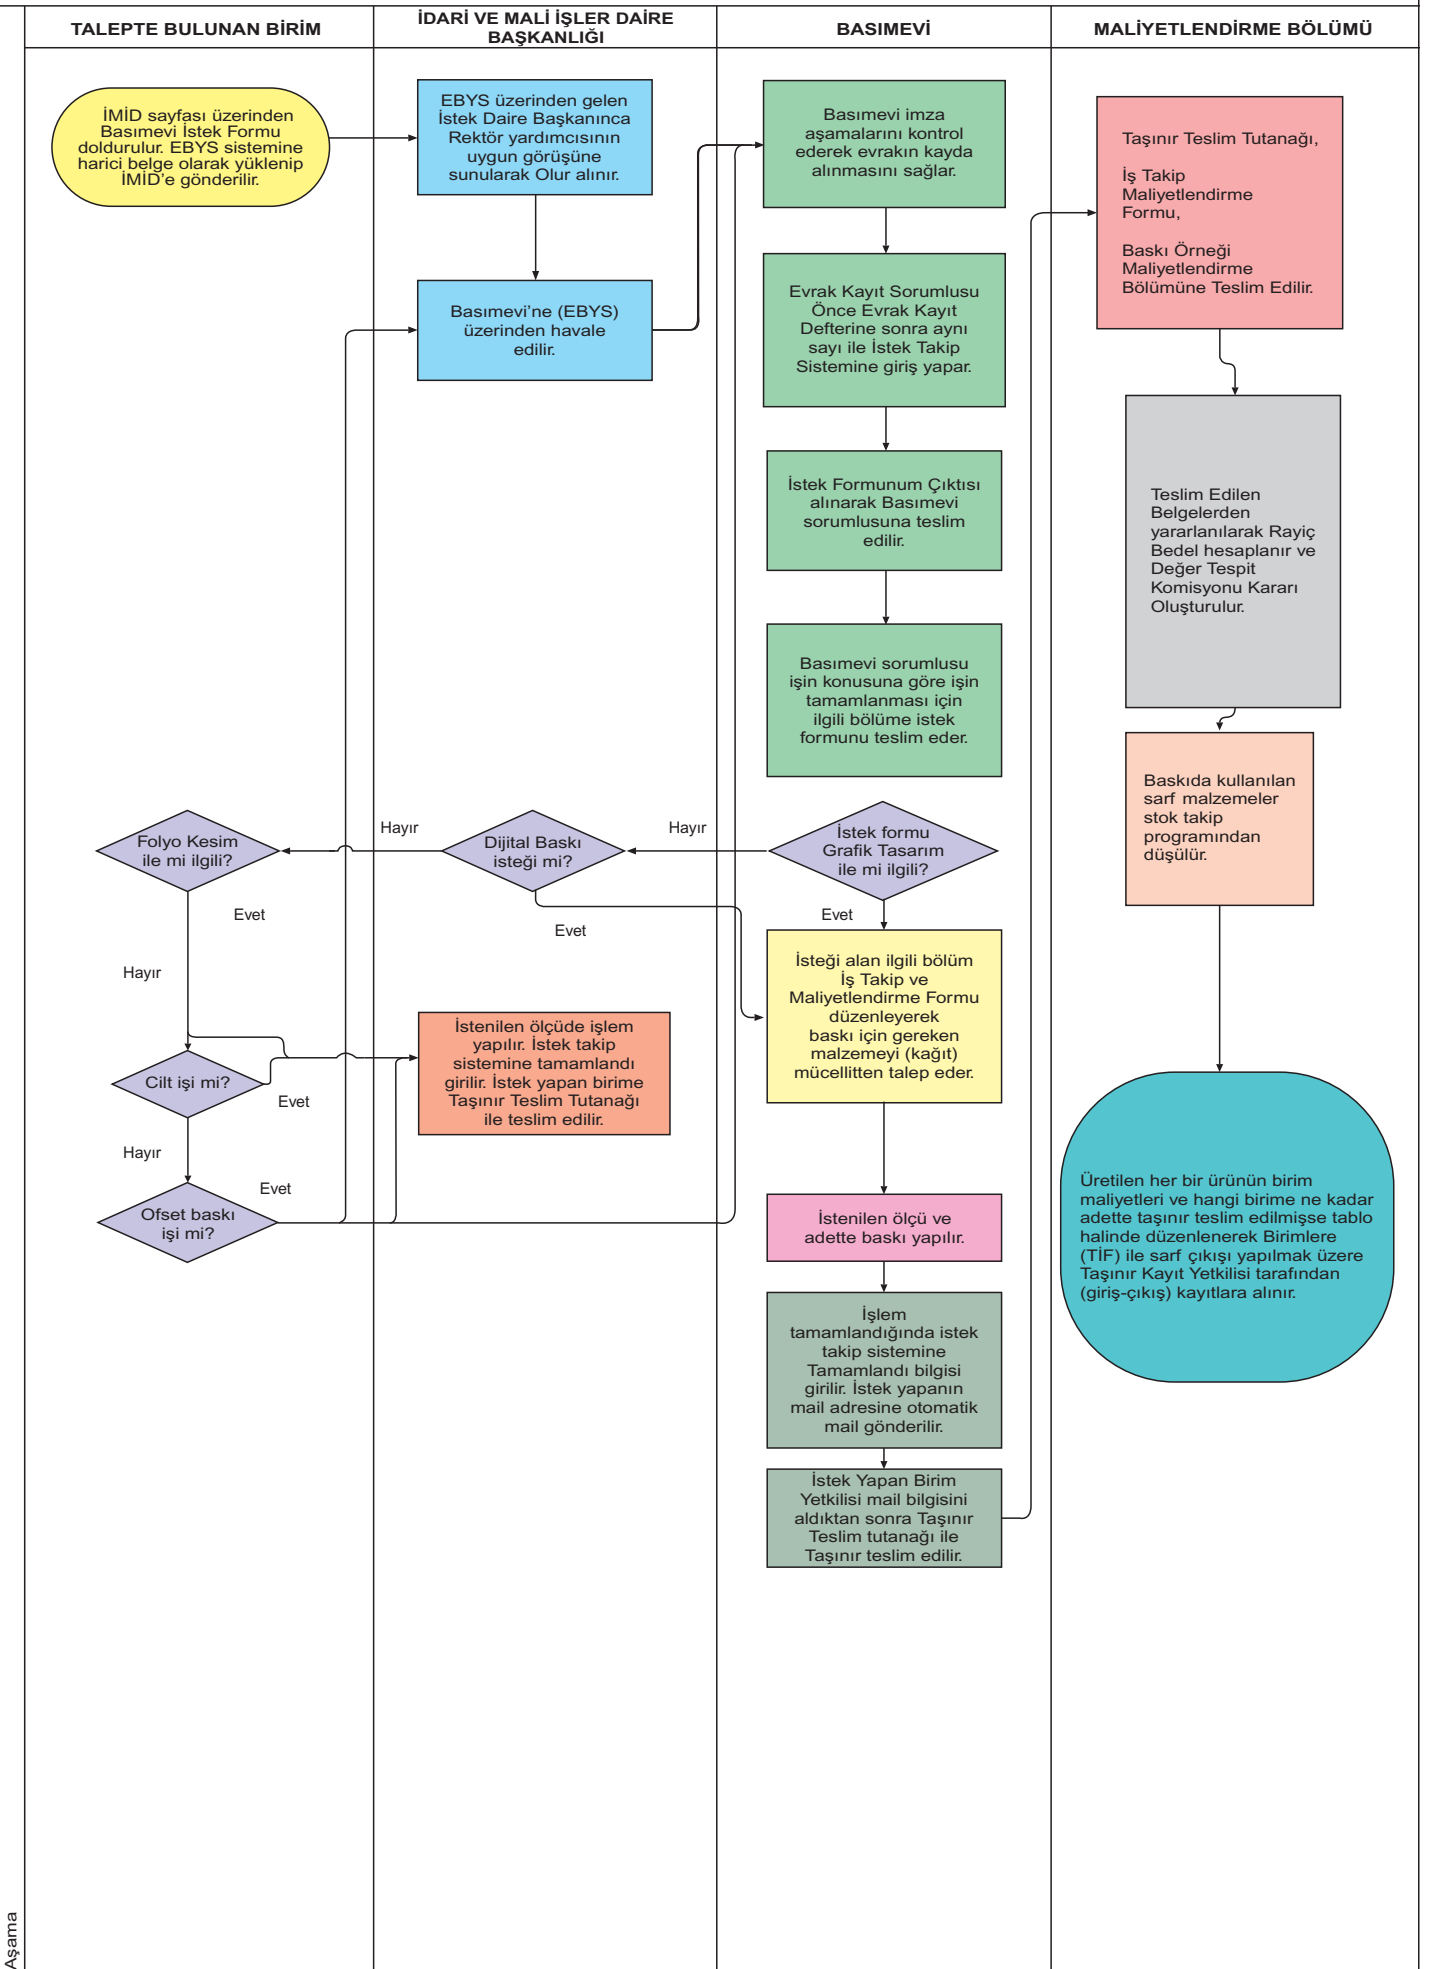 TALEPTE BULUNAN BİRİM
İDARİ VE MALİ İŞLER DAİRE
BAŞKANLIĞI
BASIMEVİ
MALİYETLENDİRME BÖLÜMÜ
İMİD sayfası üzerinden
Basımevi İstek Formu
doldurulur. EBYS sistemine
harici belge olarak yüklenip
İMİD'e gönderilir.
EBYS üzerinden gelen
İstek Daire Başkanınca
Rektör yardımcısının
uygun görüşüne
sunularak Olur alınır.
Basımevi'ne (EBYS)
üzerinden havale
edilir.
Basımevi imza
aşamalarını kontrol
ederek evrakın kayda
alınmasını sağlar.
Evrak Kayıt Sorumlusu
Önce Evrak Kayıt
Defterine sonra aynı
sayı ile İstek Takip
Sistemine giriş yapar.
İstek Formunum Çıktısı
alınarak Basımevi
sorumlusuna teslim
edilir.
Basımevi sorumlusu
işin konusuna göre işin
tamamlanması için
ilgili bölüme istek
formunu teslim eder.
İstek formu
Grafik Tasarım
ile mi ilgili?
Hayır
Evet
Dijital Baskı
isteği mi?
Hayır
Evet
Folyo Kesim
ile mi ilgili?
Evet
Hayır
Cilt işi mi?
Evet
Hayır
Ofset baskı
işi mi?
Evet
İstenilen ölçüde işlem
yapılır. İstek takip
sistemine tamamlandı
girilir. İstek yapan birime
Taşınır Teslim Tutanağı
ile teslim edilir.
İsteği alan ilgili bölüm
İş Takip ve
Maliyetlendirme Formu
düzenleyerek
baskı için gereken
malzemeyi (kağıt)
mücellitten talep eder.
İstenilen ölçü ve
adette baskı yapılır.
İşlem
tamamlandığında istek
takip sistemine
Tamamlandı bilgisi
girilir. İstek yapanın
mail adresine otomatik
mail gönderilir.
İstek Yapan Birim
Yetkilisi mail bilgisini
aldıktan sonra Taşınır
Teslim tutanağı ile
Taşınır teslim edilir.
Taşınır Teslim Tutanağı,
İş Takip
Maliyetlendirme
Formu,
Baskı Örneği
Maliyetlendirme
Bölümüne Teslim Edilir.
Teslim Edilen
Belgelerden
yararlanılarak Rayiç
Bedel hesaplanır ve
Değer Tespit
Komisyonu Kararı
Oluşturulur.
Baskıda kullanılan
sarf malzemeler
stok takip
programından
düşülür.
Üretilen her bir ürünün birim
maliyetleri ve hangi birime ne kadar
adette taşınır teslim edilmişse tablo
halinde düzenlenerek Birimlere
(TİF) ile sarf çıkışı yapılmak üzere
Taşınır Kayıt Yetkilisi tarafından
(giriş-çıkış) kayıtlara alınır.
Aşama